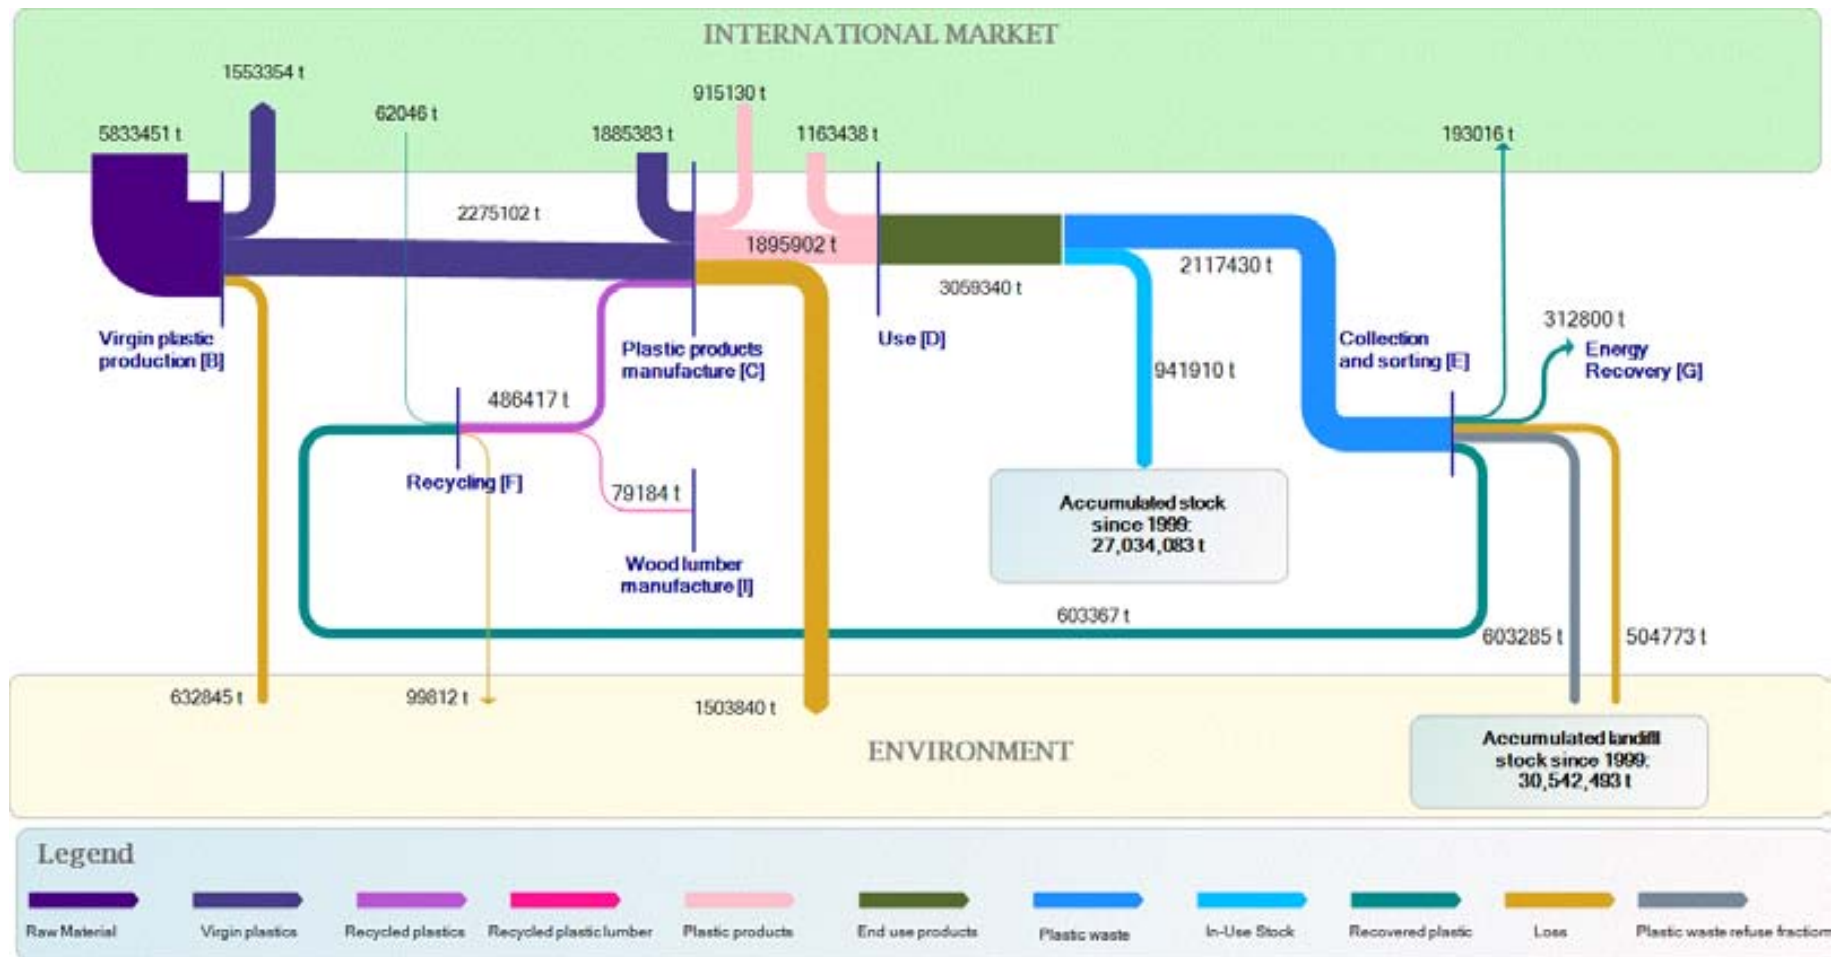 INTERNATIONAL MARKET
1553354 t
915130 t
62046 t
5833451 t
1885383 t
1163438 t
193016 t
2275102 t
1895902 t
2117430 t
3059340 t
312800 t
Virgin plastic
production [B]
Plastic products
manufacture [C]
Use [D]
Collection
and sorting [E]
Energy
Recovery [G]
941910 t
486417 t
Recycling [F]
79184 t
Accumulated stock
since 1999:
27,034,083 t
Wood lumber
manufacture [I]
603367 t
603285 t
504773 t
632845 t
99812 t
1503840 t
ENVIRONMENT
Accumulated landfill
stock since 1999:
30,542,493 t
Legend
Raw Material
Virgin plastics
Recycled plastics
Recycled plastic lumber
Plastic products
End use products
Plastic waste
In-Use Stock
Recovered plastic
Loss
Plastic waste refuse fraction